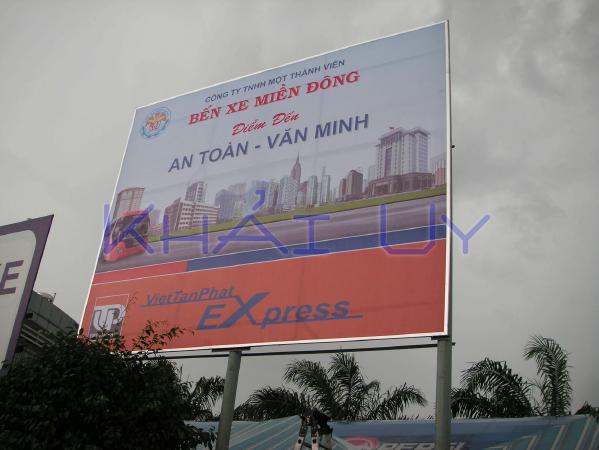 CÔNG TY TNHH MỘT THÀNH VIÊN
BẾN XE MIỀN ĐÔNG
Điểm Đến
AN TOÀN - VĂN MINH
KHẢI UY
VietTanPhat
EXpress
PEPSI